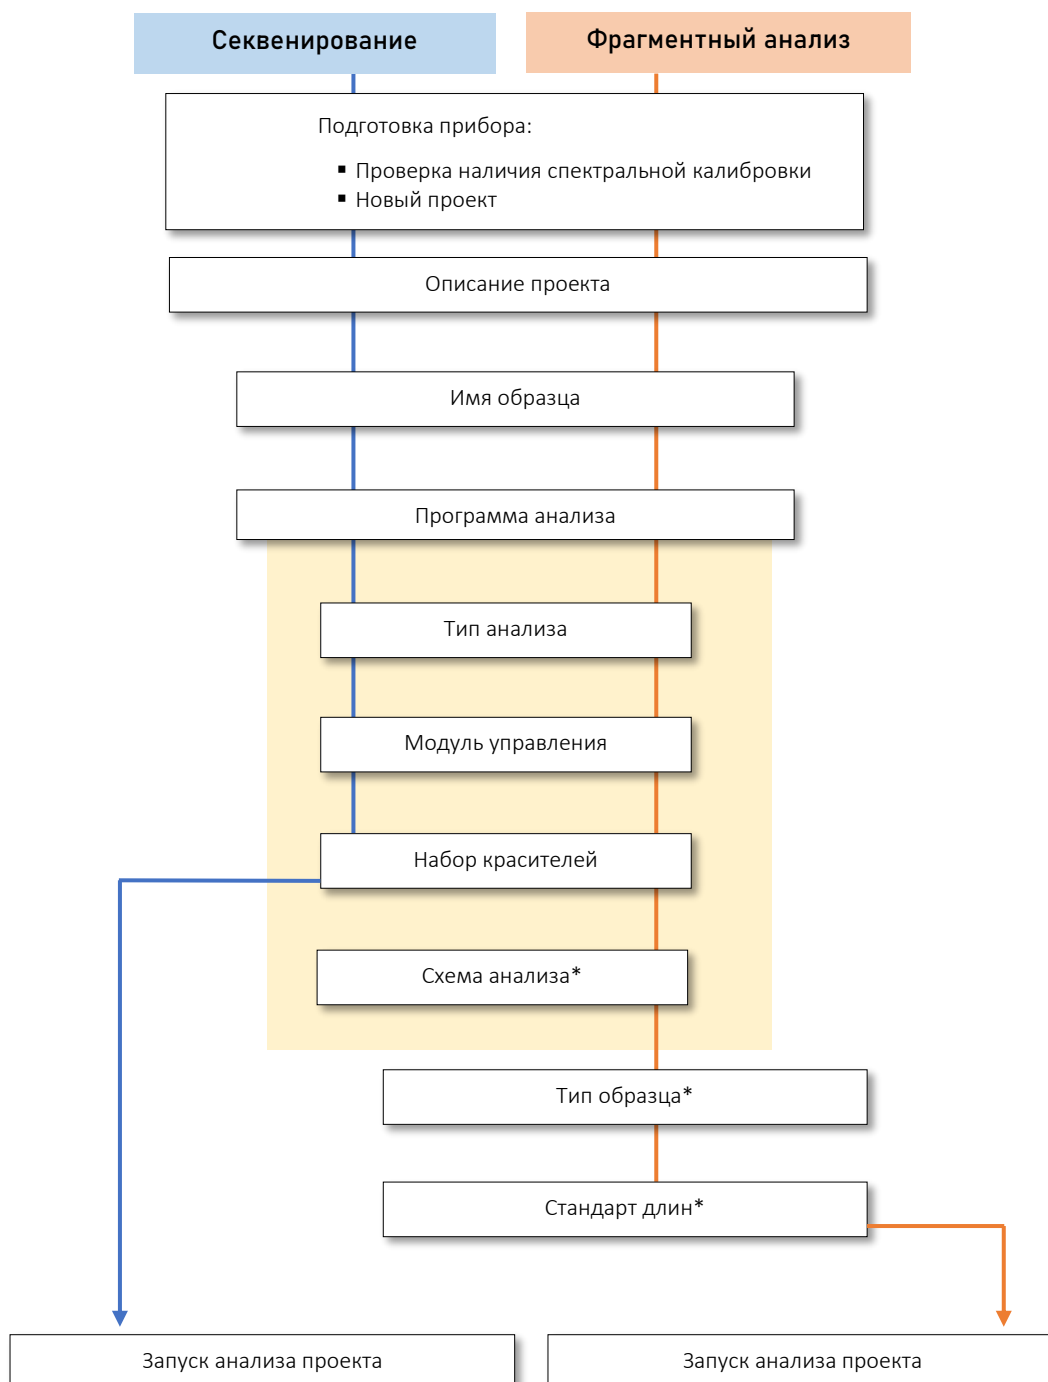 Секвенирование
Фрагментный анализ
Подготовка прибора:
▪ Проверка наличия спектральной калибровки
▪ Новый проект
Описание проекта
Имя образца
Программа анализа
Тип анализа
Модуль управления
Набор красителей
Схема анализа*
Тип образца*
Стандарт длин*
Запуск анализа проекта
Запуск анализа проекта